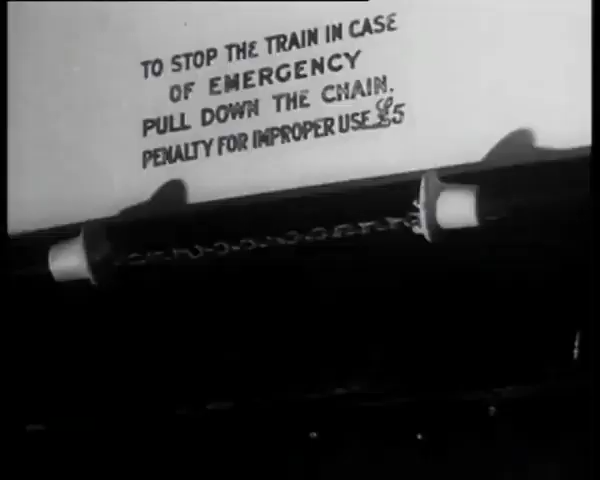 TO STOP THE TRAIN IN CASE
OF EMERGENCY
PULL DOWN THE CHAIN.
PENALTY FOR IMPROPER USE £5